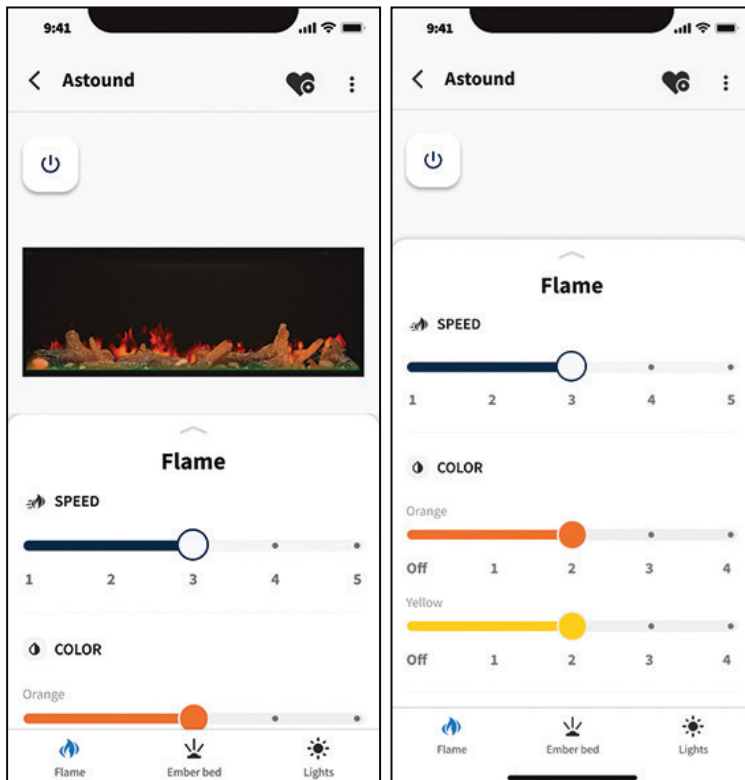 9:41
Astound
Flame
SPEED
1 2 3 4 5
COLOR
Orange
Flame Ember bed Lights
9:41
Astound
Flame
SPEED
1 2 3 4 5
COLOR
Orange
Off 1 2 3 4
Yellow
Off 1 2 3 4
Flame Ember bed Lights